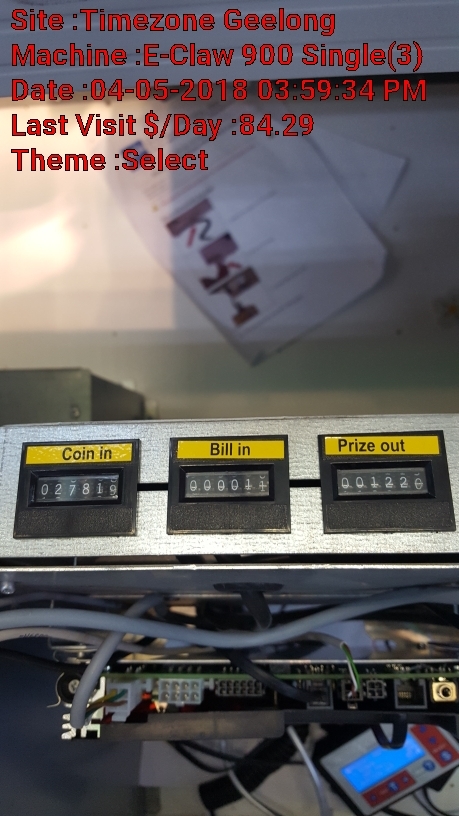 Site :Timezone Geelong
Machine :E-Claw 900 Single(3)
Date :04-05-2018 03:59:34 PM
Last Visit $/Day :84.29
Theme :Select
Coin in
Bill in
Prize out
027819